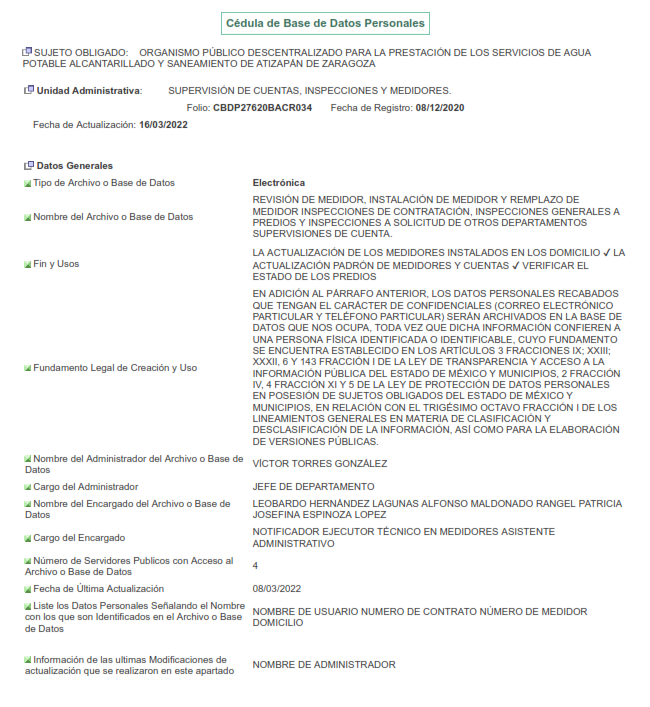 Cédula de Base de Datos Personales
SUJETO OBLIGADO: ORGANISMO PÚBLICO DESCENTRALIZADO PARA LA PRESTACIÓN DE LOS SERVICIOS DE AGUA
POTABLE ALCANTARILLADO Y SANEAMIENTO DE ATIZAPÁN DE ZARAGOZA
Unidad Administrativa: SUPERVISIÓN DE CUENTAS, INSPECCIONES Y MEDIDORES.
Folio: CBDP27620BACR034 Fecha de Registro: 08/12/2020
Fecha de Actualización: 16/03/2022
Datos Generales
Tipo de Archivo o Base de Datos
Electrónica
Nombre del Archivo o Base de Datos
REVISIÓN DE MEDIDOR, INSTALACIÓN DE MEDIDOR Y REMPLAZO DE
MEDIDOR INSPECCIONES DE CONTRATACIÓN, INSPECCIONES GENERALES A
PREDIOS Y INSPECCIONES A SOLICITUD DE OTROS DEPARTAMENTOS
SUPERVISIONES DE CUENTA.
Fin y Usos
LA ACTUALIZACIÓN DE LOS MEDIDORES INSTALADOS EN LOS DOMICILIO ✓ LA
ACTUALIZACIÓN PADRÓN DE MEDIDORES Y CUENTAS ✓ VERIFICAR EL
ESTADO DE LOS PREDIOS
Fundamento Legal de Creación y Uso
EN ADICIÓN AL PÁRRAFO ANTERIOR, LOS DATOS PERSONALES RECABADOS
QUE TENGAN EL CARÁCTER DE CONFIDENCIALES (CORREO ELECTRÓNICO
PARTICULAR Y TELÉFONO PARTICULAR) SERÁN ARCHIVADOS EN LA BASE DE
DATOS QUE NOS OCUPA, TODA VEZ QUE DICHA INFORMACIÓN CONFIEREN A
UNA PERSONA FÍSICA IDENTIFICADA O IDENTIFICABLE, CUYO FUNDAMENTO
SE ENCUENTRA ESTABLECIDO EN LOS ARTÍCULOS 3 FRACCIONES IX; XXIII;
XXXII, 6 Y 143 FRACCIÓN I DE LA LEY DE TRANSPARENCIA Y ACCESO A LA
INFORMACIÓN PÚBLICA DEL ESTADO DE MÉXICO Y MUNICIPIOS, 2 FRACCIÓN
IV, 4 FRACCIÓN XI Y 5 DE LA LEY DE PROTECCIÓN DE DATOS PERSONALES
EN POSESIÓN DE SUJETOS OBLIGADOS DEL ESTADO DE MÉXICO Y
MUNICIPIOS, EN RELACIÓN CON EL TRIGÉSIMO OCTAVO FRACCIÓN I DE LOS
LINEAMIENTOS GENERALES EN MATERIA DE CLASIFICACIÓN Y
DESCLASIFICACIÓN DE LA INFORMACIÓN, ASÍ COMO PARA LA ELABORACIÓN
DE VERSIONES PÚBLICAS.
Nombre del Administrador del Archivo o Base de
Datos
VÍCTOR TORRES GONZÁLEZ
Cargo del Administrador
JEFE DE DEPARTAMENTO
Nombre del Encargado del Archivo o Base de
Datos
LEOBARDO HERNÁNDEZ LAGUNAS ALFONSO MALDONADO RANGEL PATRICIA
JOSEFINA ESPINOZA LOPEZ
Cargo del Encargado
NOTIFICADOR EJECUTOR TÉCNICO EN MEDIDORES ASISTENTE
ADMINISTRATIVO
Número de Servidores Publicos con Acceso al
Archivo o Base de Datos
4
Fecha de Última Actualización
08/03/2022
Liste los Datos Personales Señalando el Nombre
con los que son Identificados en el Archivo o Base
de Datos
NOMBRE DE USUARIO NUMERO DE CONTRATO NÚMERO DE MEDIDOR
DOMICILIO
Información de las ultimas Modificaciones de
actualización que se realizaron en este apartado
NOMBRE DE ADMINISTRADOR